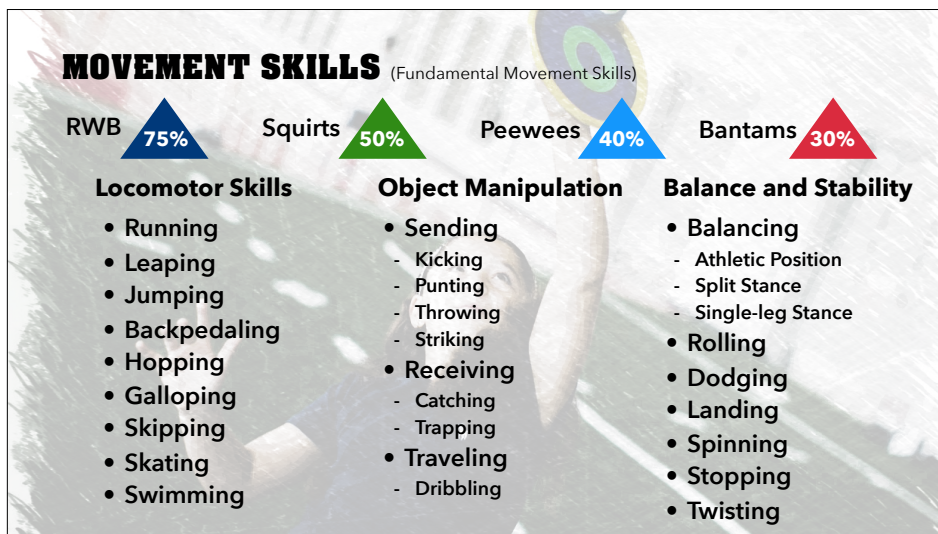 MOVEMENT SKILLS (Fundamental Movement Skills)
RWB 75% Squirts 50% Peewees 40% Bantams 30%
Locomotor Skills
• Running
• Leaping
• Jumping
• Backpedaling
• Hopping
• Galloping
• Skipping
• Skating
• Swimming
Object Manipulation
• Sending
- Kicking
- Punting
- Throwing
- Striking
• Receiving
- Catching
- Trapping
• Traveling
- Dribbling
Balance and Stability
• Balancing
- Athletic Position
- Split Stance
- Single-leg Stance
• Rolling
• Dodging
• Landing
• Spinning
• Stopping
• Twisting